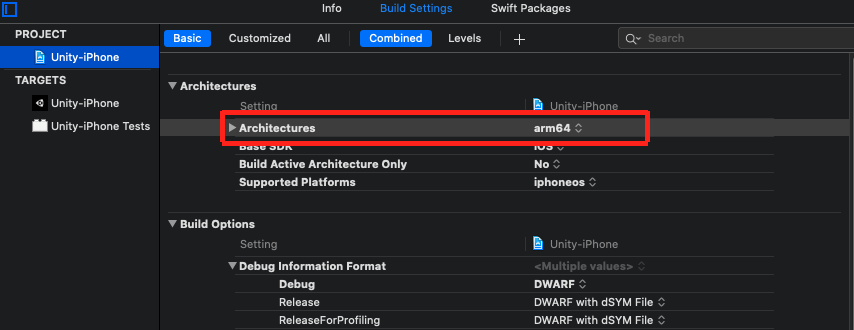 Info Build Settings Swift Packages
PROJECT
Unity-iPhone
TARGETS
Unity-iPhone
Unity-iPhone Tests
Basic Customized All Combined Levels + Search
Architectures
Setting Unity-iPhone
Architectures arm64
Base SDK iOS
Build Active Architecture Only No
Supported Platforms iphoneos
Build Options
Setting Unity-iPhone
Debug Information Format <Multiple values>
Debug DWARF
Release DWARF with dSYM File
ReleaseForProfiling DWARF with dSYM File